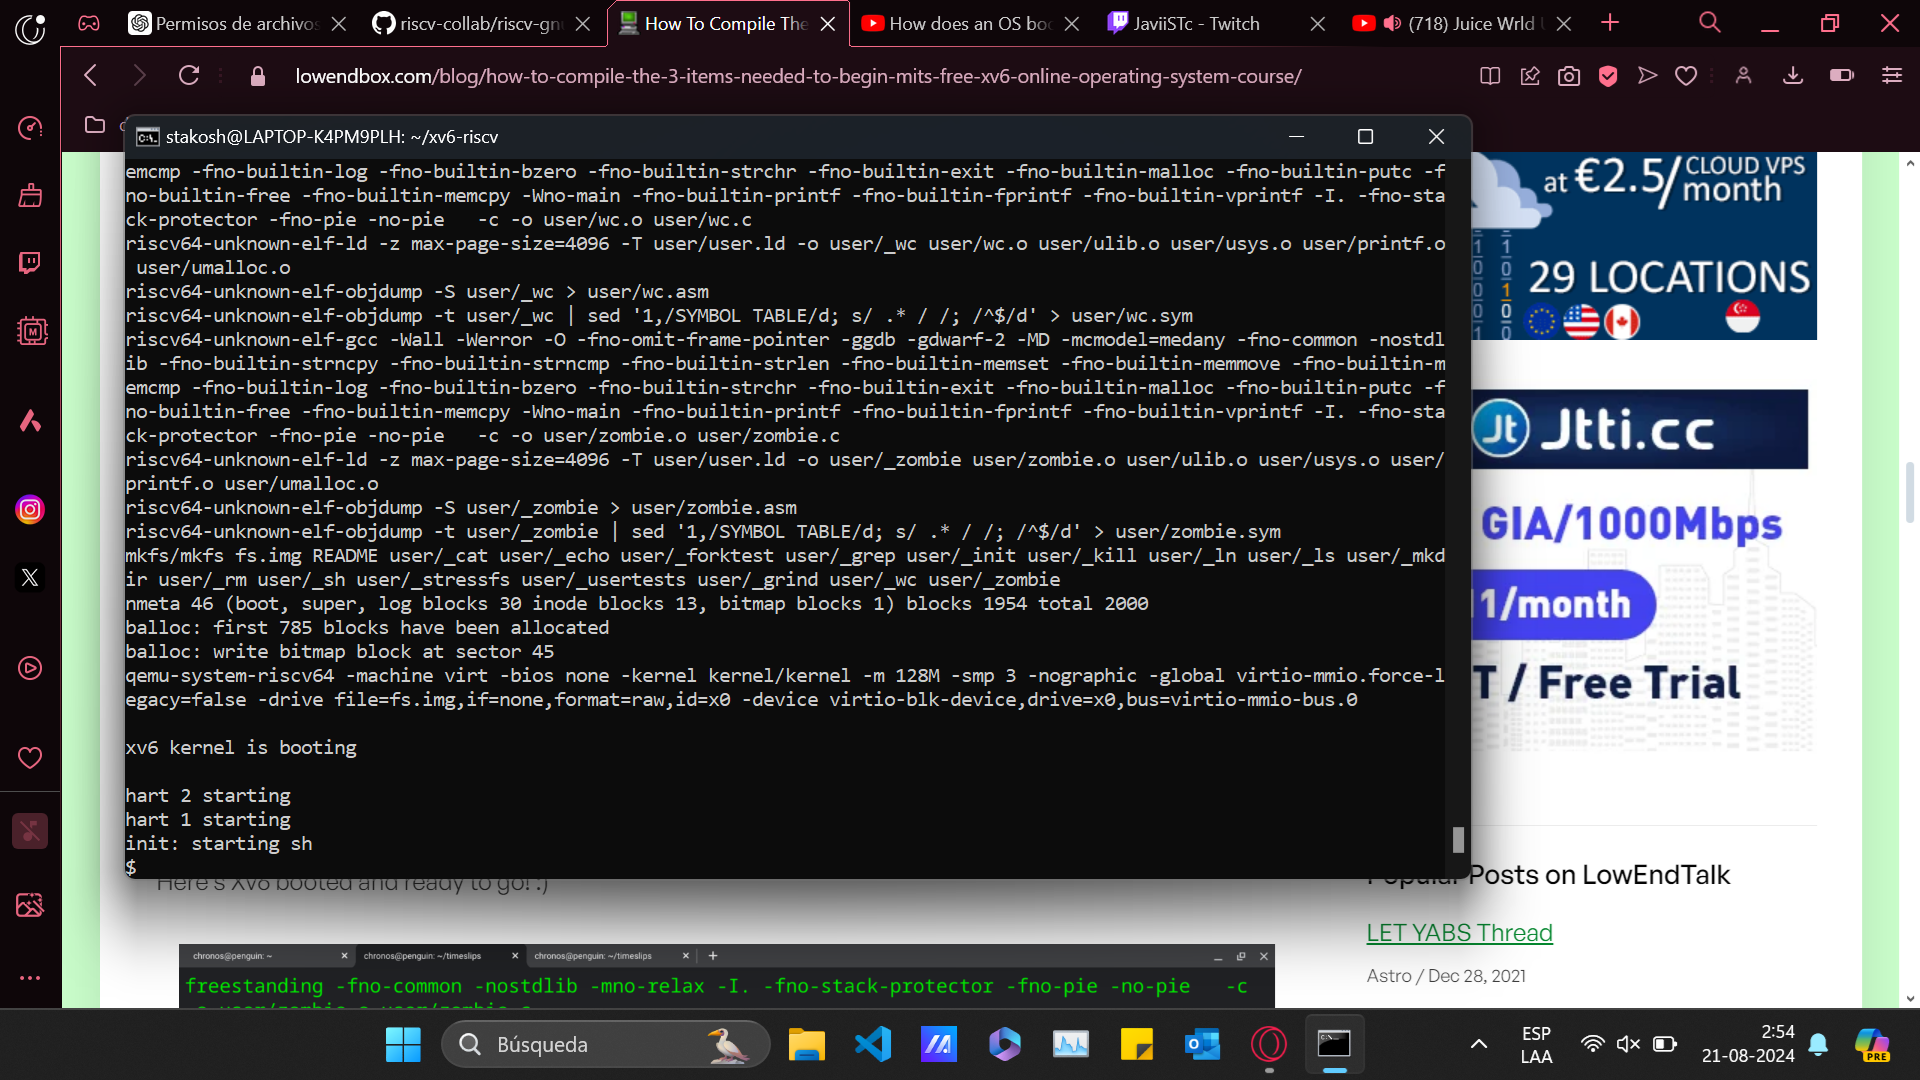 Permisos de archivos
riscv-collab/riscv-gnu
How To Compile The
How does an OS boo
JaviiSTc - Twitch
(718) Juice Wrld
lowendbox.com/blog/how-to-compile-the-3-items-needed-to-begin-mits-free-xv6-online-operating-system-course/
stakosh@LAPTOP-K4PM9PLH: ~/xv6-riscv
emcmp -fno-builtin-log -fno-builtin-bzero -fno-builtin-strchr -fno-builtin-exit -fno-builtin-malloc -fno-builtin-putc -f
no-builtin-free -fno-builtin-memcpy -Wno-main -fno-builtin-printf -fno-builtin-fprintf -fno-builtin-vprintf -I. -fno-sta
ck-protector -fno-pie -no-pie   -c -o user/wc.o user/wc.c
riscv64-unknown-elf-ld -z max-page-size=4096 -T user/user.ld -o user/_wc user/wc.o user/ulib.o user/usys.o user/printf.o
 user/umalloc.o
riscv64-unknown-elf-objdump -S user/_wc > user/wc.asm
riscv64-unknown-elf-objdump -t user/_wc | sed '1,/SYMBOL TABLE/d; s/ .* / /; /^$/d' > user/wc.sym
riscv64-unknown-elf-gcc -Wall -Werror -O -fno-omit-frame-pointer -ggdb -gdwarf-2 -MD -mcmodel=medany -fno-common -nostdl
ib -fno-builtin-strncpy -fno-builtin-strncmp -fno-builtin-strlen -fno-builtin-memset -fno-builtin-memmove -fno-builtin-m
emcmp -fno-builtin-log -fno-builtin-bzero -fno-builtin-strchr -fno-builtin-exit -fno-builtin-malloc -fno-builtin-putc -f
no-builtin-free -fno-builtin-memcpy -Wno-main -fno-builtin-printf -fno-builtin-fprintf -fno-builtin-vprintf -I. -fno-sta
ck-protector -fno-pie -no-pie   -c -o user/zombie.o user/zombie.c
riscv64-unknown-elf-ld -z max-page-size=4096 -T user/user.ld -o user/_zombie user/zombie.o user/ulib.o user/usys.o user/
printf.o user/umalloc.o
riscv64-unknown-elf-objdump -S user/_zombie > user/zombie.asm
riscv64-unknown-elf-objdump -t user/_zombie | sed '1,/SYMBOL TABLE/d; s/ .* / /; /^$/d' > user/zombie.sym
mkfs/mkfs fs.img README user/_cat user/_echo user/_forktest user/_grep user/_init user/_kill user/_ln user/_ls user/_mkd
ir user/_rm user/_sh user/_stressfs user/_usertests user/_grind user/_wc user/_zombie
nmeta 46 (boot, super, log blocks 30 inode blocks 13, bitmap blocks 1) blocks 1954 total 2000
balloc: first 785 blocks have been allocated
balloc: write bitmap block at sector 45
qemu-system-riscv64 -machine virt -bios none -kernel kernel/kernel -m 128M -smp 3 -nographic -global virtio-mmio.force-l
egacy=false -drive file=fs.img,if=none,format=raw,id=x0 -device virtio-blk-device,drive=x0,bus=virtio-mmio-bus.0
xv6 kernel is booting
hart 2 starting
hart 1 starting
init: starting sh
$
at €2.5/ CLOUD VPS
month
29 LOCATIONS
Jt Jtti.cc
GIA/1000Mbps
1/month
T / Free Trial
Here's Xv6 booted and ready to go! :)
Popular Posts on LowEndTalk
LET YABS Thread
Astro / Dec 28, 2021
chronos@penguin: ~
chronos@penguin: ~/timeslips
chronos@penguin: ~/timeslips
freestanding -fno-common -nostdlib -mno-relax -I. -fno-stack-protector -fno-pie -no-pie   -c
Búsqueda
ESP
LAA
2:54
21-08-2024
PRE